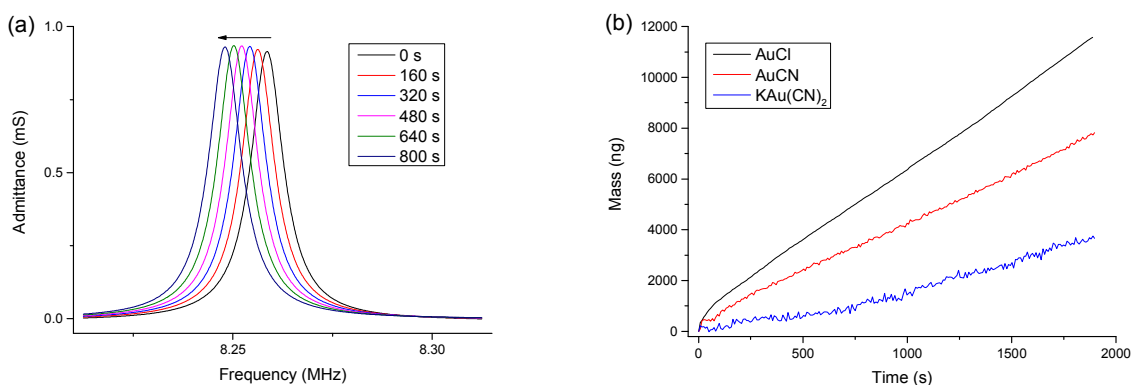 (a)
1.0
0.5
0.0
Admittance (mS)
8.25
8.30
Frequency (MHz)
0 s
160 s
320 s
480 s
640 s
800 s
(b)
12000
10000
8000
6000
4000
2000
0
Mass (ng)
0
500
1000
1500
2000
Time (s)
AuCl
AuCN
KAu(CN)₂